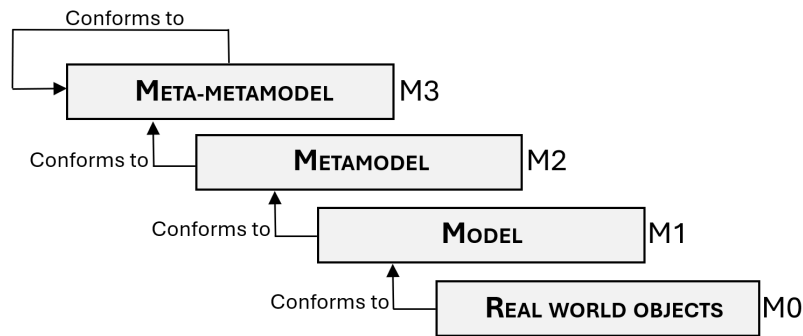 Conforms to
META-METAMODEL M3
Conforms to METAMODEL M2
Conforms to MODEL M1
Conforms to REAL WORLD OBJECTS M0